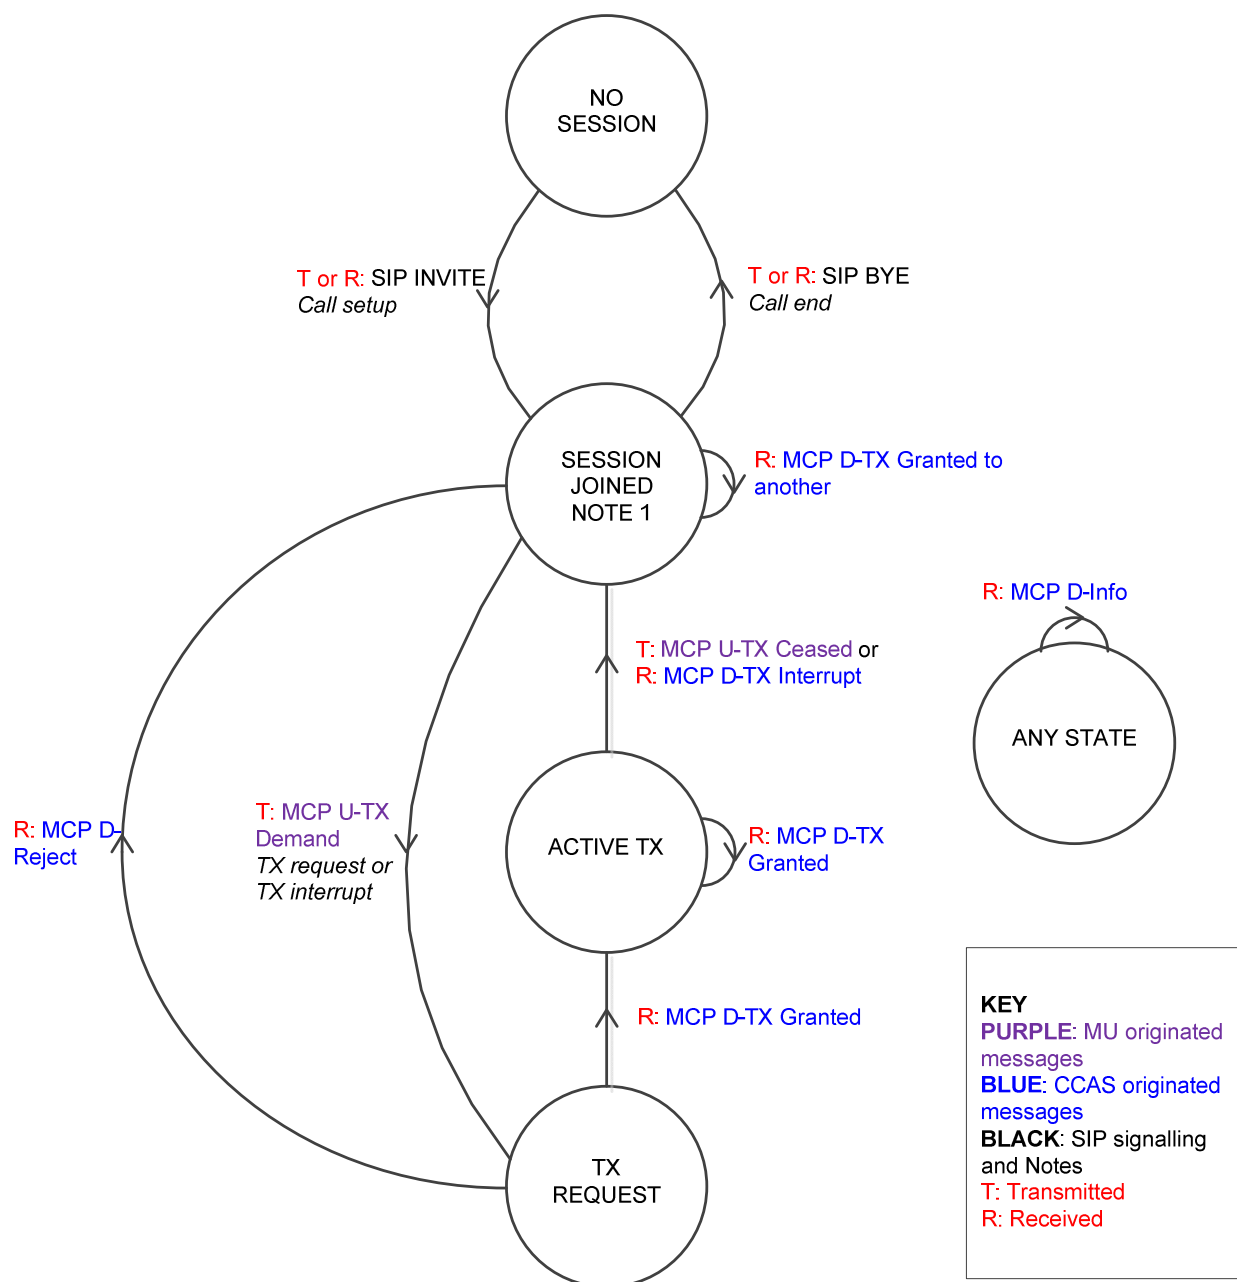 NO
SESSION
T or R: SIP INVITE
Call setup
T or R: SIP BYE
Call end
SESSION
JOINED
NOTE 1
R: MCP D-TX Granted to
another
R: MCP D-Info
T: MCP U-TX Ceased or
R: MCP D-TX Interrupt
ANY STATE
R: MCP D-
Reject
T: MCP U-TX
Demand
TX request or
TX interrupt
ACTIVE TX
R: MCP D-TX
Granted
R: MCP D-TX Granted
TX
REQUEST
KEY
PURPLE: MU originated
messages
BLUE: CCAS originated
messages
BLACK: SIP signalling
and Notes
T: Transmitted
R: Received